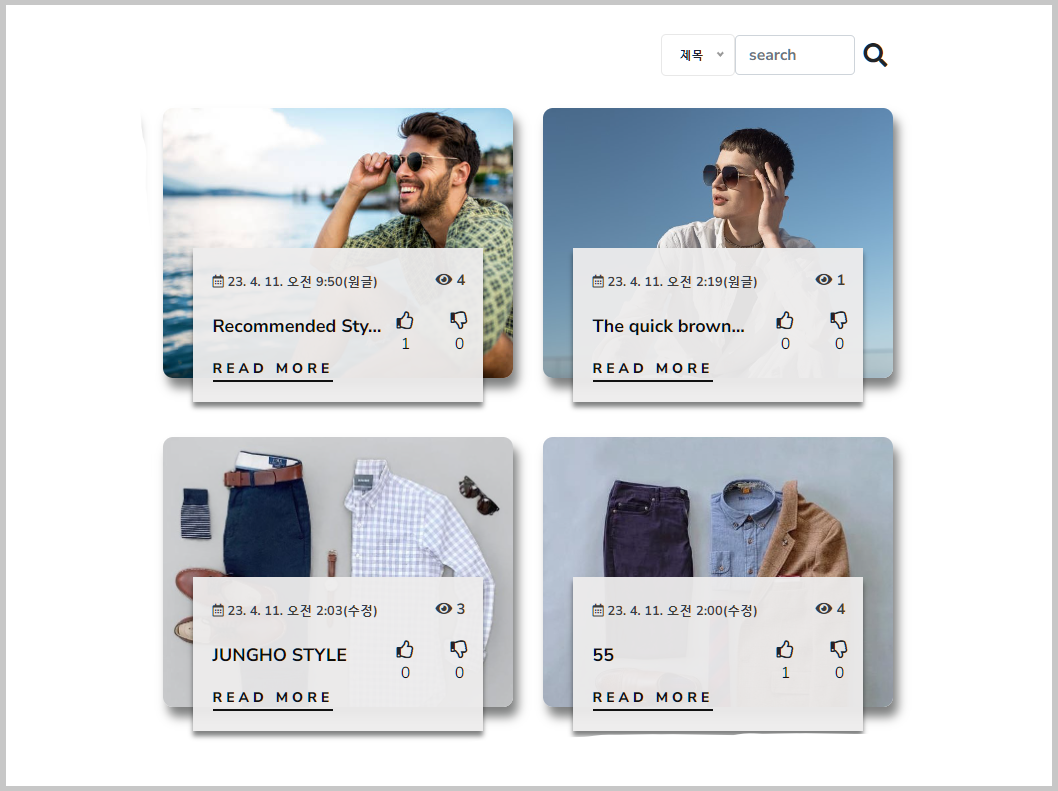 제목
search
23. 4. 11. 오전 9:50(원글)
4
Recommended Sty...
1
0
READ MORE
23. 4. 11. 오전 2:19(원글)
1
The quick brown...
0
0
READ MORE
23. 4. 11. 오전 2:03(수정)
3
JUNGHO STYLE
0
0
READ MORE
23. 4. 11. 오전 2:00(수정)
4
55
1
0
READ MORE